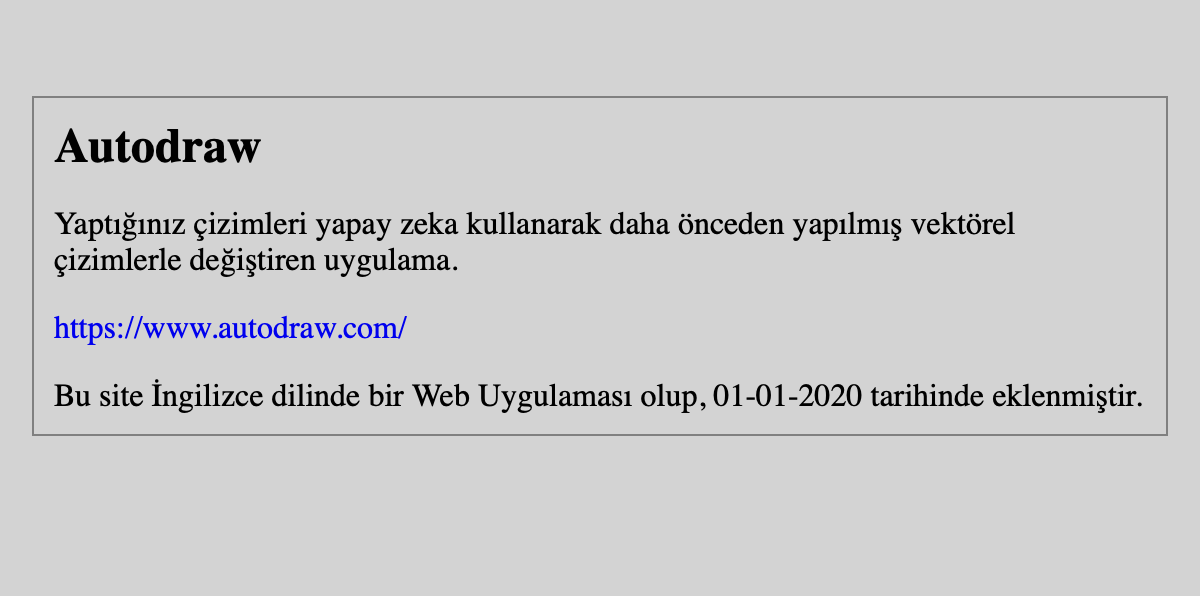 Autodraw
Yaptığınız çizimleri yapay zeka kullanarak daha önceden yapılmış vektörel
çizimlerle değiştiren uygulama.
https://www.autodraw.com/
Bu site İngilizce dilinde bir Web Uygulaması olup, 01-01-2020 tarihinde eklenmiştir.